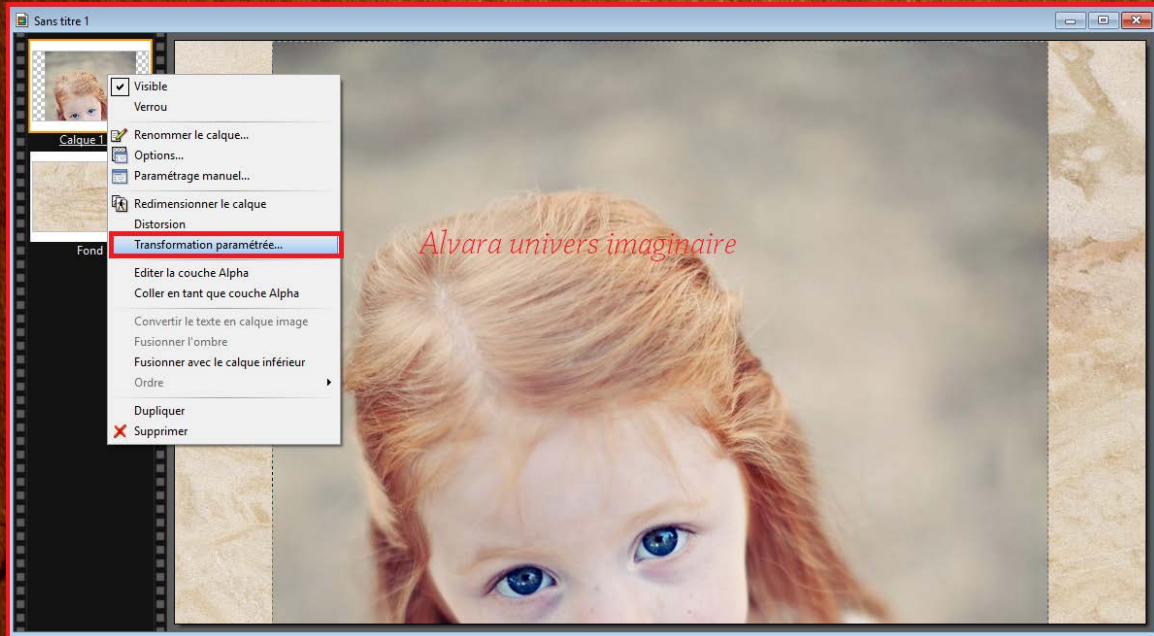 Sans titre 1
Calque 1
Fond
Visible
Verrou
Renommer le calque...
Options...
Paramétrage manuel...
Redimensionner le calque
Distorsion
Transformation paramétrée...
Editer la couche Alpha
Coller en tant que couche Alpha
Convertir le texte en calque image
Fusionner l'ombre
Fusionner avec le calque inférieur
Ordre
Dupliquer
Supprimer
Alvara univers imaginaire